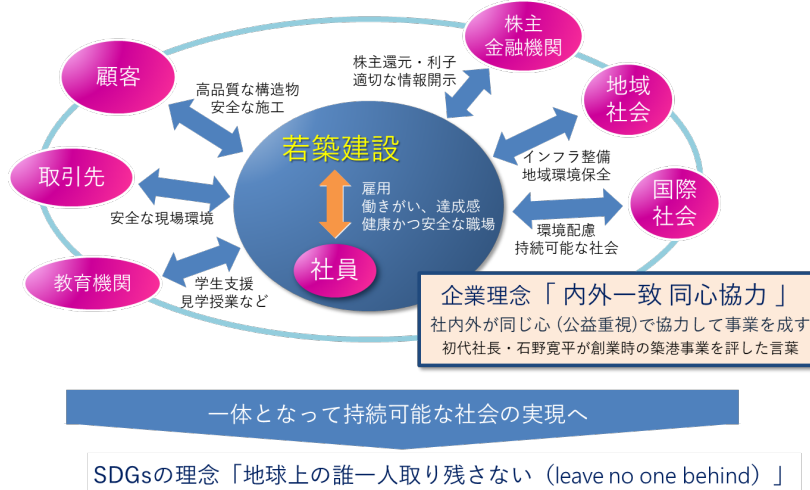 株主
金融機関
顧客
高品質な構造物
安全な施工
株主還元・利子
適切な情報開示
地域
社会
若築建設
インフラ整備
地域環境保全
取引先
安全な現場環境
雇用
働きがい、達成感
健康かつ安全な職場
国際
社会
環境配慮
持続可能な社会
社員
教育機関
学生支援
見学授業など
企業理念「 内外一致 同心協力 」
社内外が同じ心 (公益重視)で協力して事業を成す
初代社長・石野寛平が創業時の築港事業を評した言葉
一体となって持続可能な社会の実現へ
SDGsの理念「地球上の誰一人取り残さない（leave no one behind）」